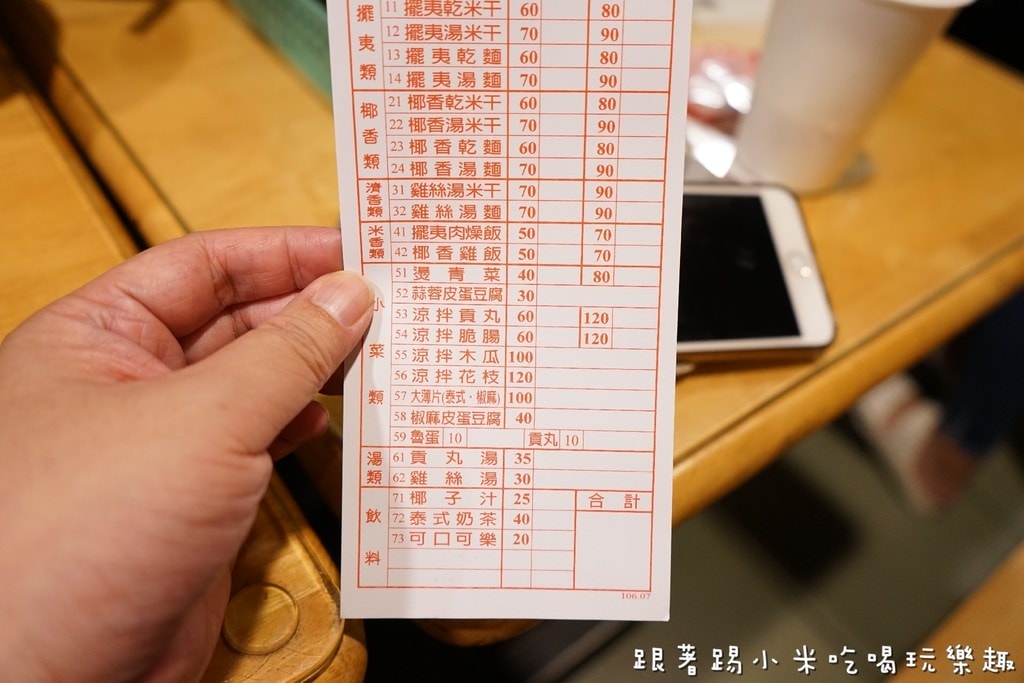 擺夷類
11 擺夷乾米干 60 80
12 擺夷湯米干 70 90
13 擺夷乾麵 60 80
14 擺夷湯麵 70 90
椰香類
21 椰香乾米干 60 80
22 椰香湯米干 70 90
23 椰香乾麵 60 80
24 椰香湯麵 70 90
清香類
31 雞絲湯米干 70 90
32 雞絲湯麵 70 90
米香類
41 擺夷肉燥飯 50 70
42 椰香雞飯 50 70
小菜類
51 燙青菜 40 80
52 蒜蓉皮蛋豆腐 30
53 涼拌貢丸 60 120
54 涼拌脆腸 60 120
55 涼拌木瓜 100
56 涼拌花枝 120
57 大薄片(泰式·椒麻) 100
58 椒麻皮蛋豆腐 40
59 魯蛋 10 貢丸 10
湯類
61 貢丸湯 35
62 雞絲湯 30
飲料
71 椰子汁 25 合計
72 泰式奶茶 40
73 可口可樂 20
106.07
跟著踢小米吃喝玩樂趣